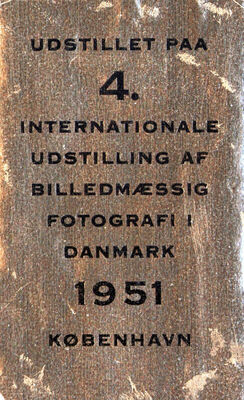 UDSTILLET PAA
4.
INTERNATIONALE
UDSTILLING AF
BILLEDMÆSSIG
FOTOGRAFI I
DANMARK
1951
KØBENHAVN